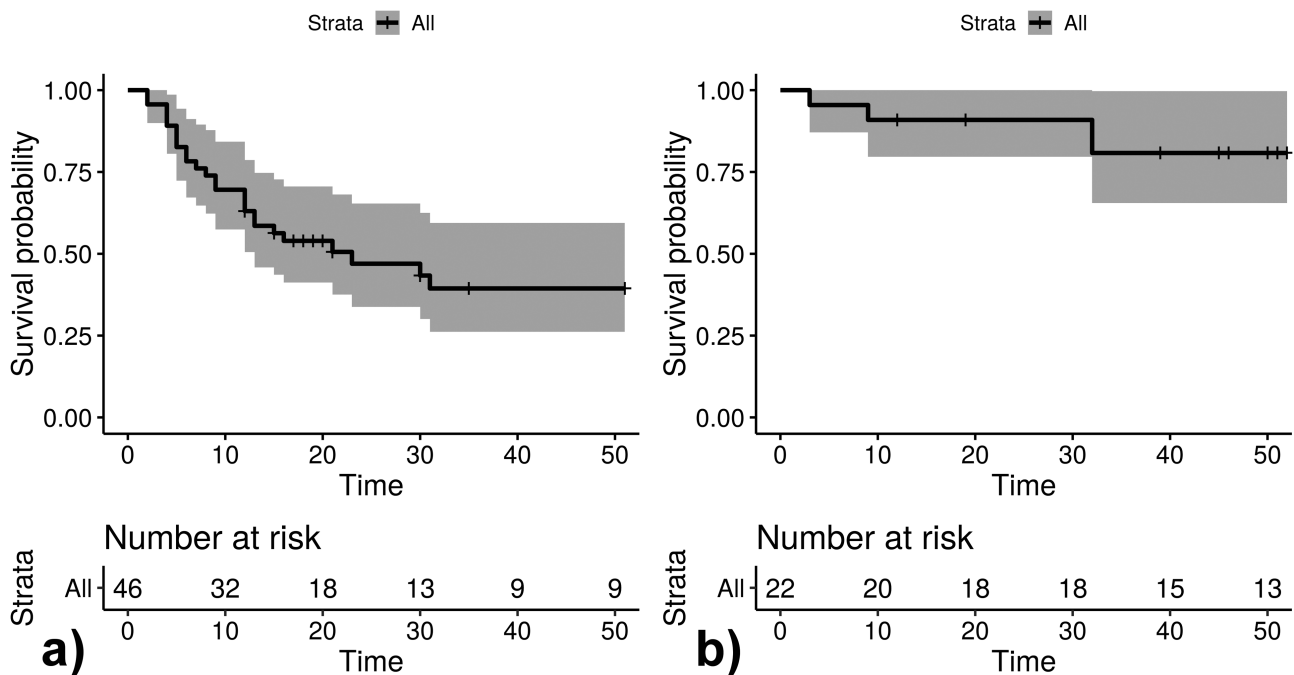 Strata All
1.00
0.75
0.50
0.25
0.00
Survival probability
0 10 20 30 40 50
Time
Number at risk
Strata
All 46 32 18 13 9 9
0 10 20 30 40 50
Time
a)
Strata All
1.00
0.75
0.50
0.25
0.00
Survival probability
0 10 20 30 40 50
Time
Number at risk
Strata
All 22 20 18 18 15 13
0 10 20 30 40 50
Time
b)